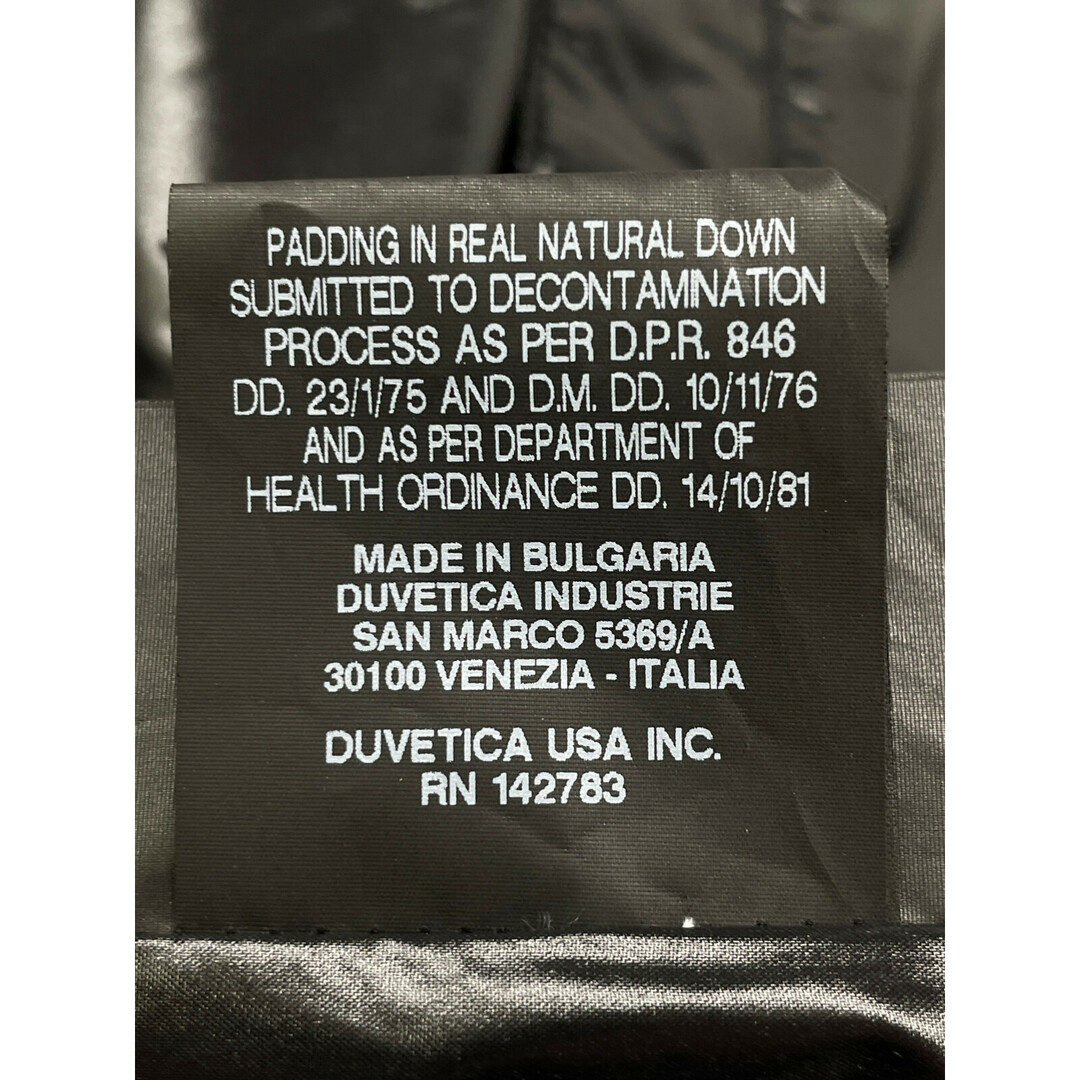 PADDING IN REAL NATURAL DOWN
SUBMITTED TO DECONTAMINATION
PROCESS AS PER D.P.R. 846
DD. 23/1/75 AND D.M. DD. 10/11/76
AND AS PER DEPARTMENT OF
HEALTH ORDINANCE DD. 14/10/81
MADE IN BULGARIA
DUVETICA INDUSTRIE
SAN MARCO 5369/A
30100 VENEZIA - ITALIA
DUVETICA USA INC.
RN 142783